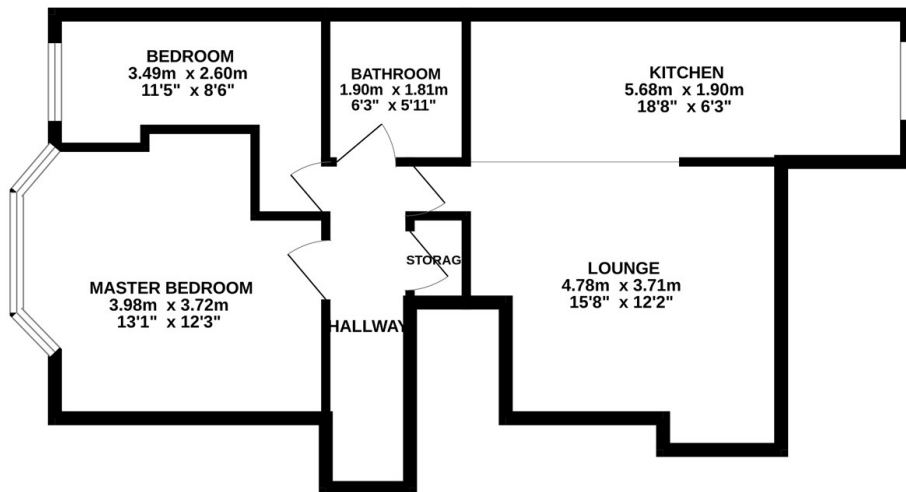 BEDROOM
3.49m x 2.60m
11'5" x 8'6"
BATHROOM
1.90m x 1.81m
6'3" x 5'11"
KITCHEN
5.68m x 1.90m
18'8" x 6'3"
MASTER BEDROOM
3.98m x 3.72m
13'1" x 12'3"
STORAG
HALLWAY
LOUNGE
4.78m x 3.71m
15'8" x 12'2"